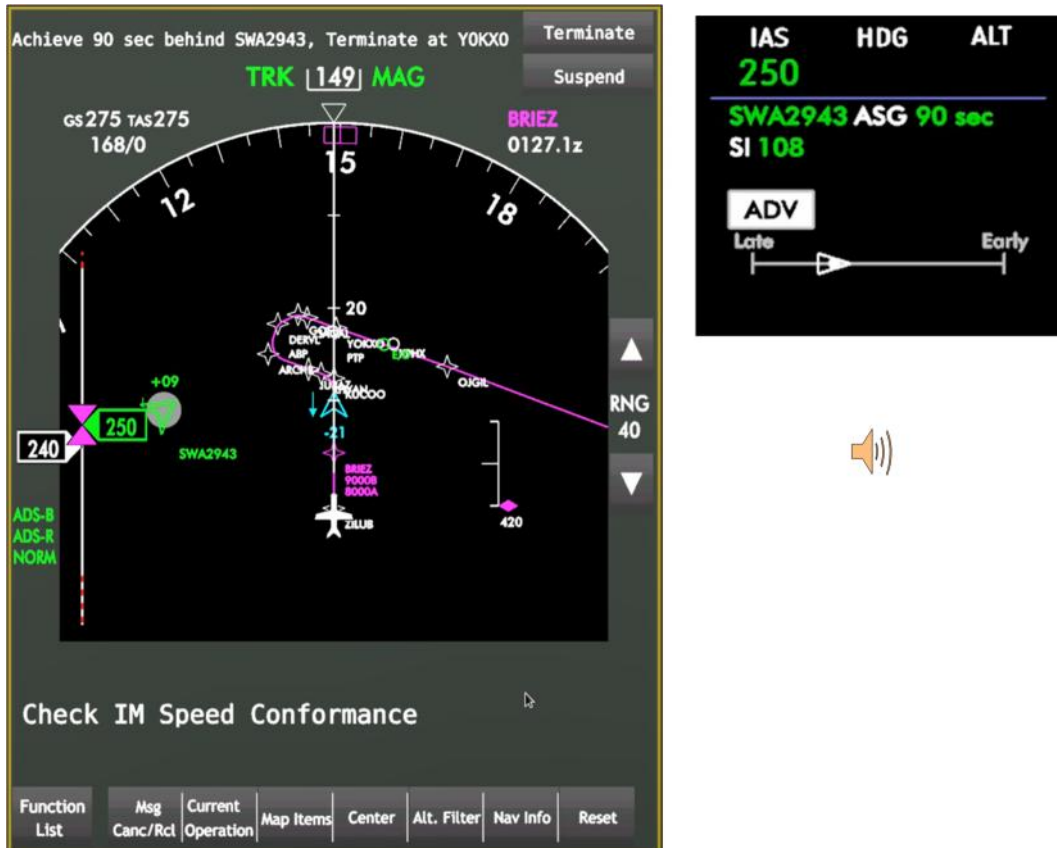 Achieve 90 sec behind SWA2943, Terminate at YOKXO
Terminate
Suspend
TRK 149 MAG
GS275 TAS275
168/0
BRIEZ
0127.1z
12
15
18
20
DERVL
YOKXO
ABP
PTP
OJGIL
XOCOO
+09
250
240
SWA2943
-21
BRIEZ
9000B
8000A
ZILUB
420
RNG
40
ADS-B
ADS-R
NORM
Check IM Speed Conformance
Function List
Msg Canc/Rcl
Current Operation
Map Items
Center
Alt. Filter
Nav Info
Reset
IAS HDG ALT
250
SWA2943 ASG 90 sec
SI 108
ADV
Late Early